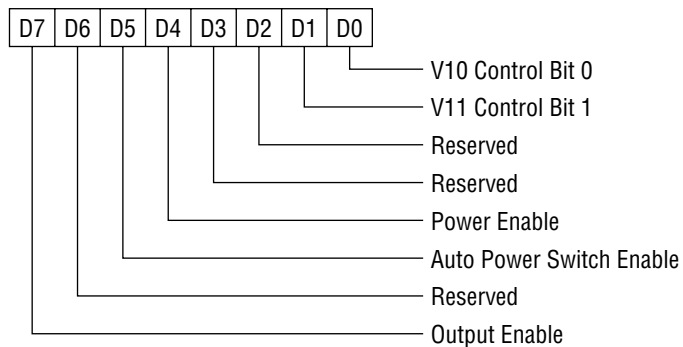 D7 D6 D5 D4 D3 D2 D1 D0
V10 Control Bit 0
V11 Control Bit 1
Reserved
Reserved
Power Enable
Auto Power Switch Enable
Reserved
Output Enable